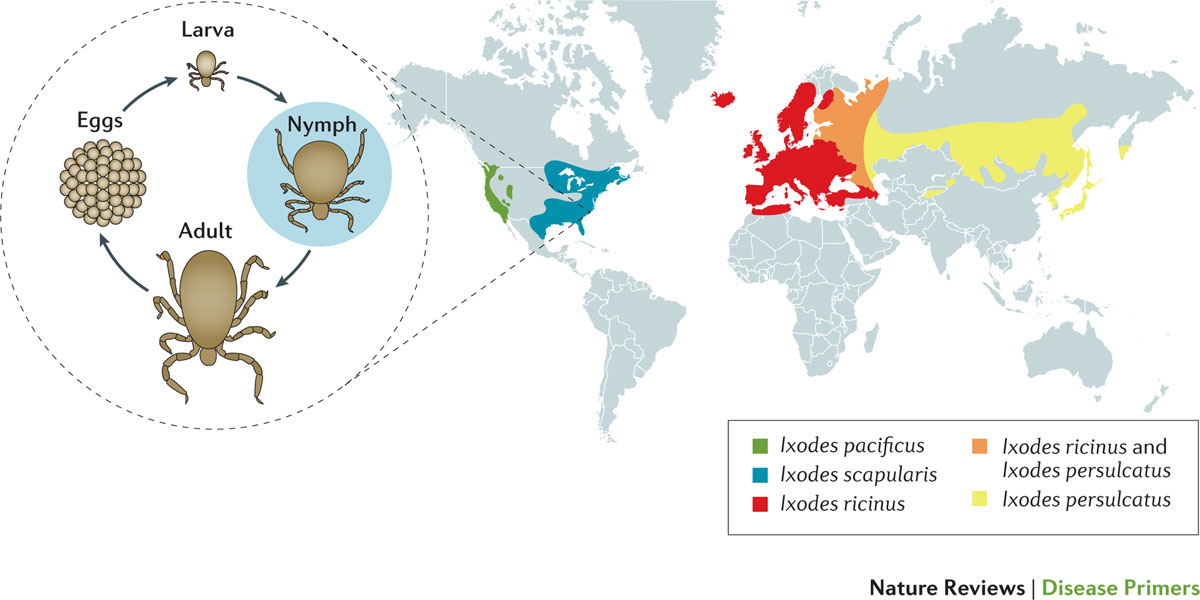 Larva
Eggs
Nymph
Adult
Ixodes pacificus
Ixodes scapularis
Ixodes ricinus
Ixodes ricinus and
Ixodes persulcatus
Ixodes persulcatus
Nature Reviews | Disease Primers